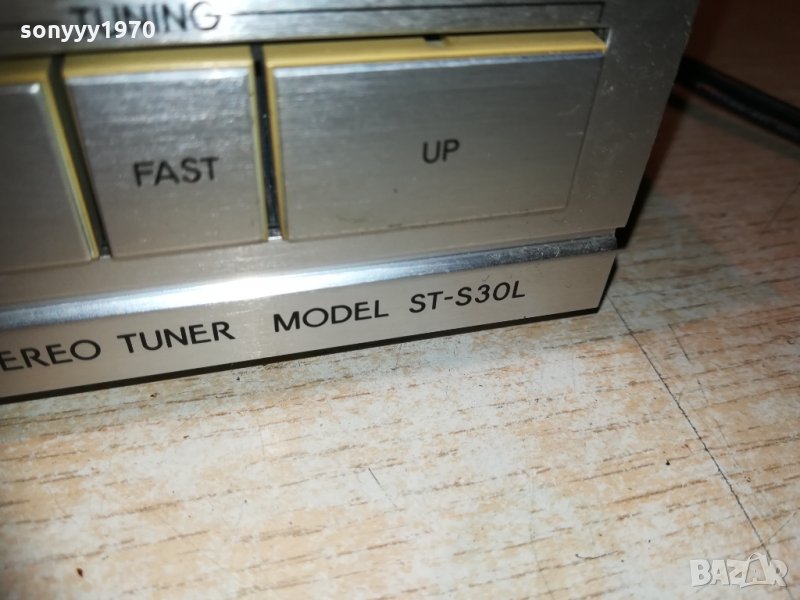 sonyyy1970
TUNING
FAST UP
EREO TUNER MODEL ST-S30L
BAZAR